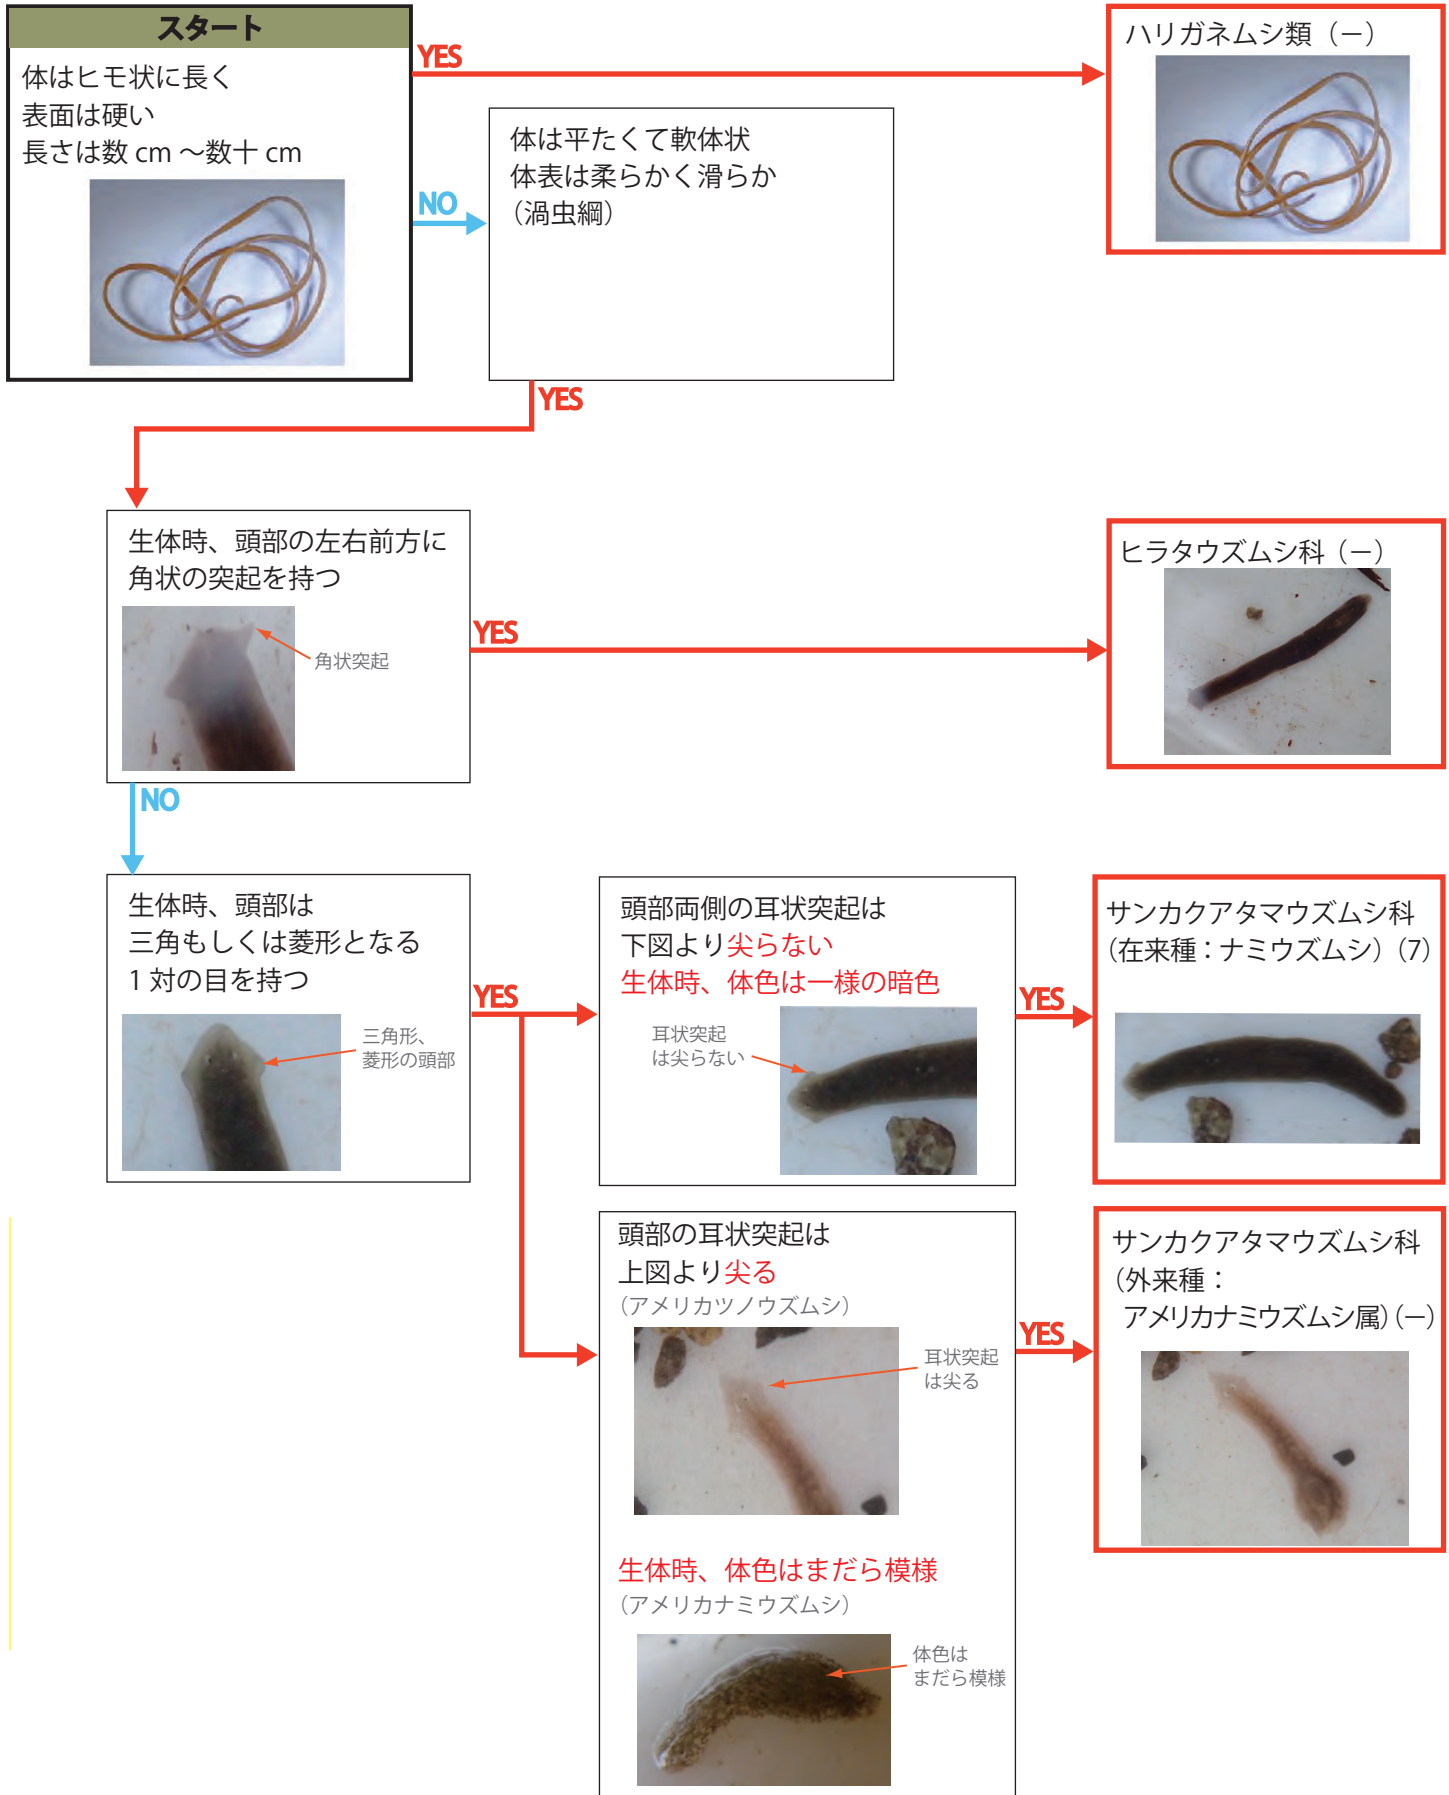 スタート
体はヒモ状に長く
表面は硬い
長さは数 cm ～数十 cm
YES
NO
体は平たくて軟体状
体表は柔らかく滑らか
（渦虫綱）
ハリガネムシ類（－）
YES
生体時、頭部の左右前方に
角状の突起を持つ
角状突起
YES
ヒラタウズムシ科（－）
NO
生体時、頭部は
三角もしくは菱形となる
1 対の目を持つ
三角形、
菱形の頭部
YES
頭部両側の耳状突起は
下図より尖らない
生体時、体色は一様の暗色
耳状突起
は尖らない
YES
サンカクアタマウズムシ科
（在来種：ナミウズムシ）（7）
頭部の耳状突起は
上図より尖る
（アメリカツノウズムシ）
耳状突起
は尖る
生体時、体色はまだら模様
（アメリカナミウズムシ）
体色は
まだら模様
YES
サンカクアタマウズムシ科
（外来種：
アメリカナミウズムシ属）（－）